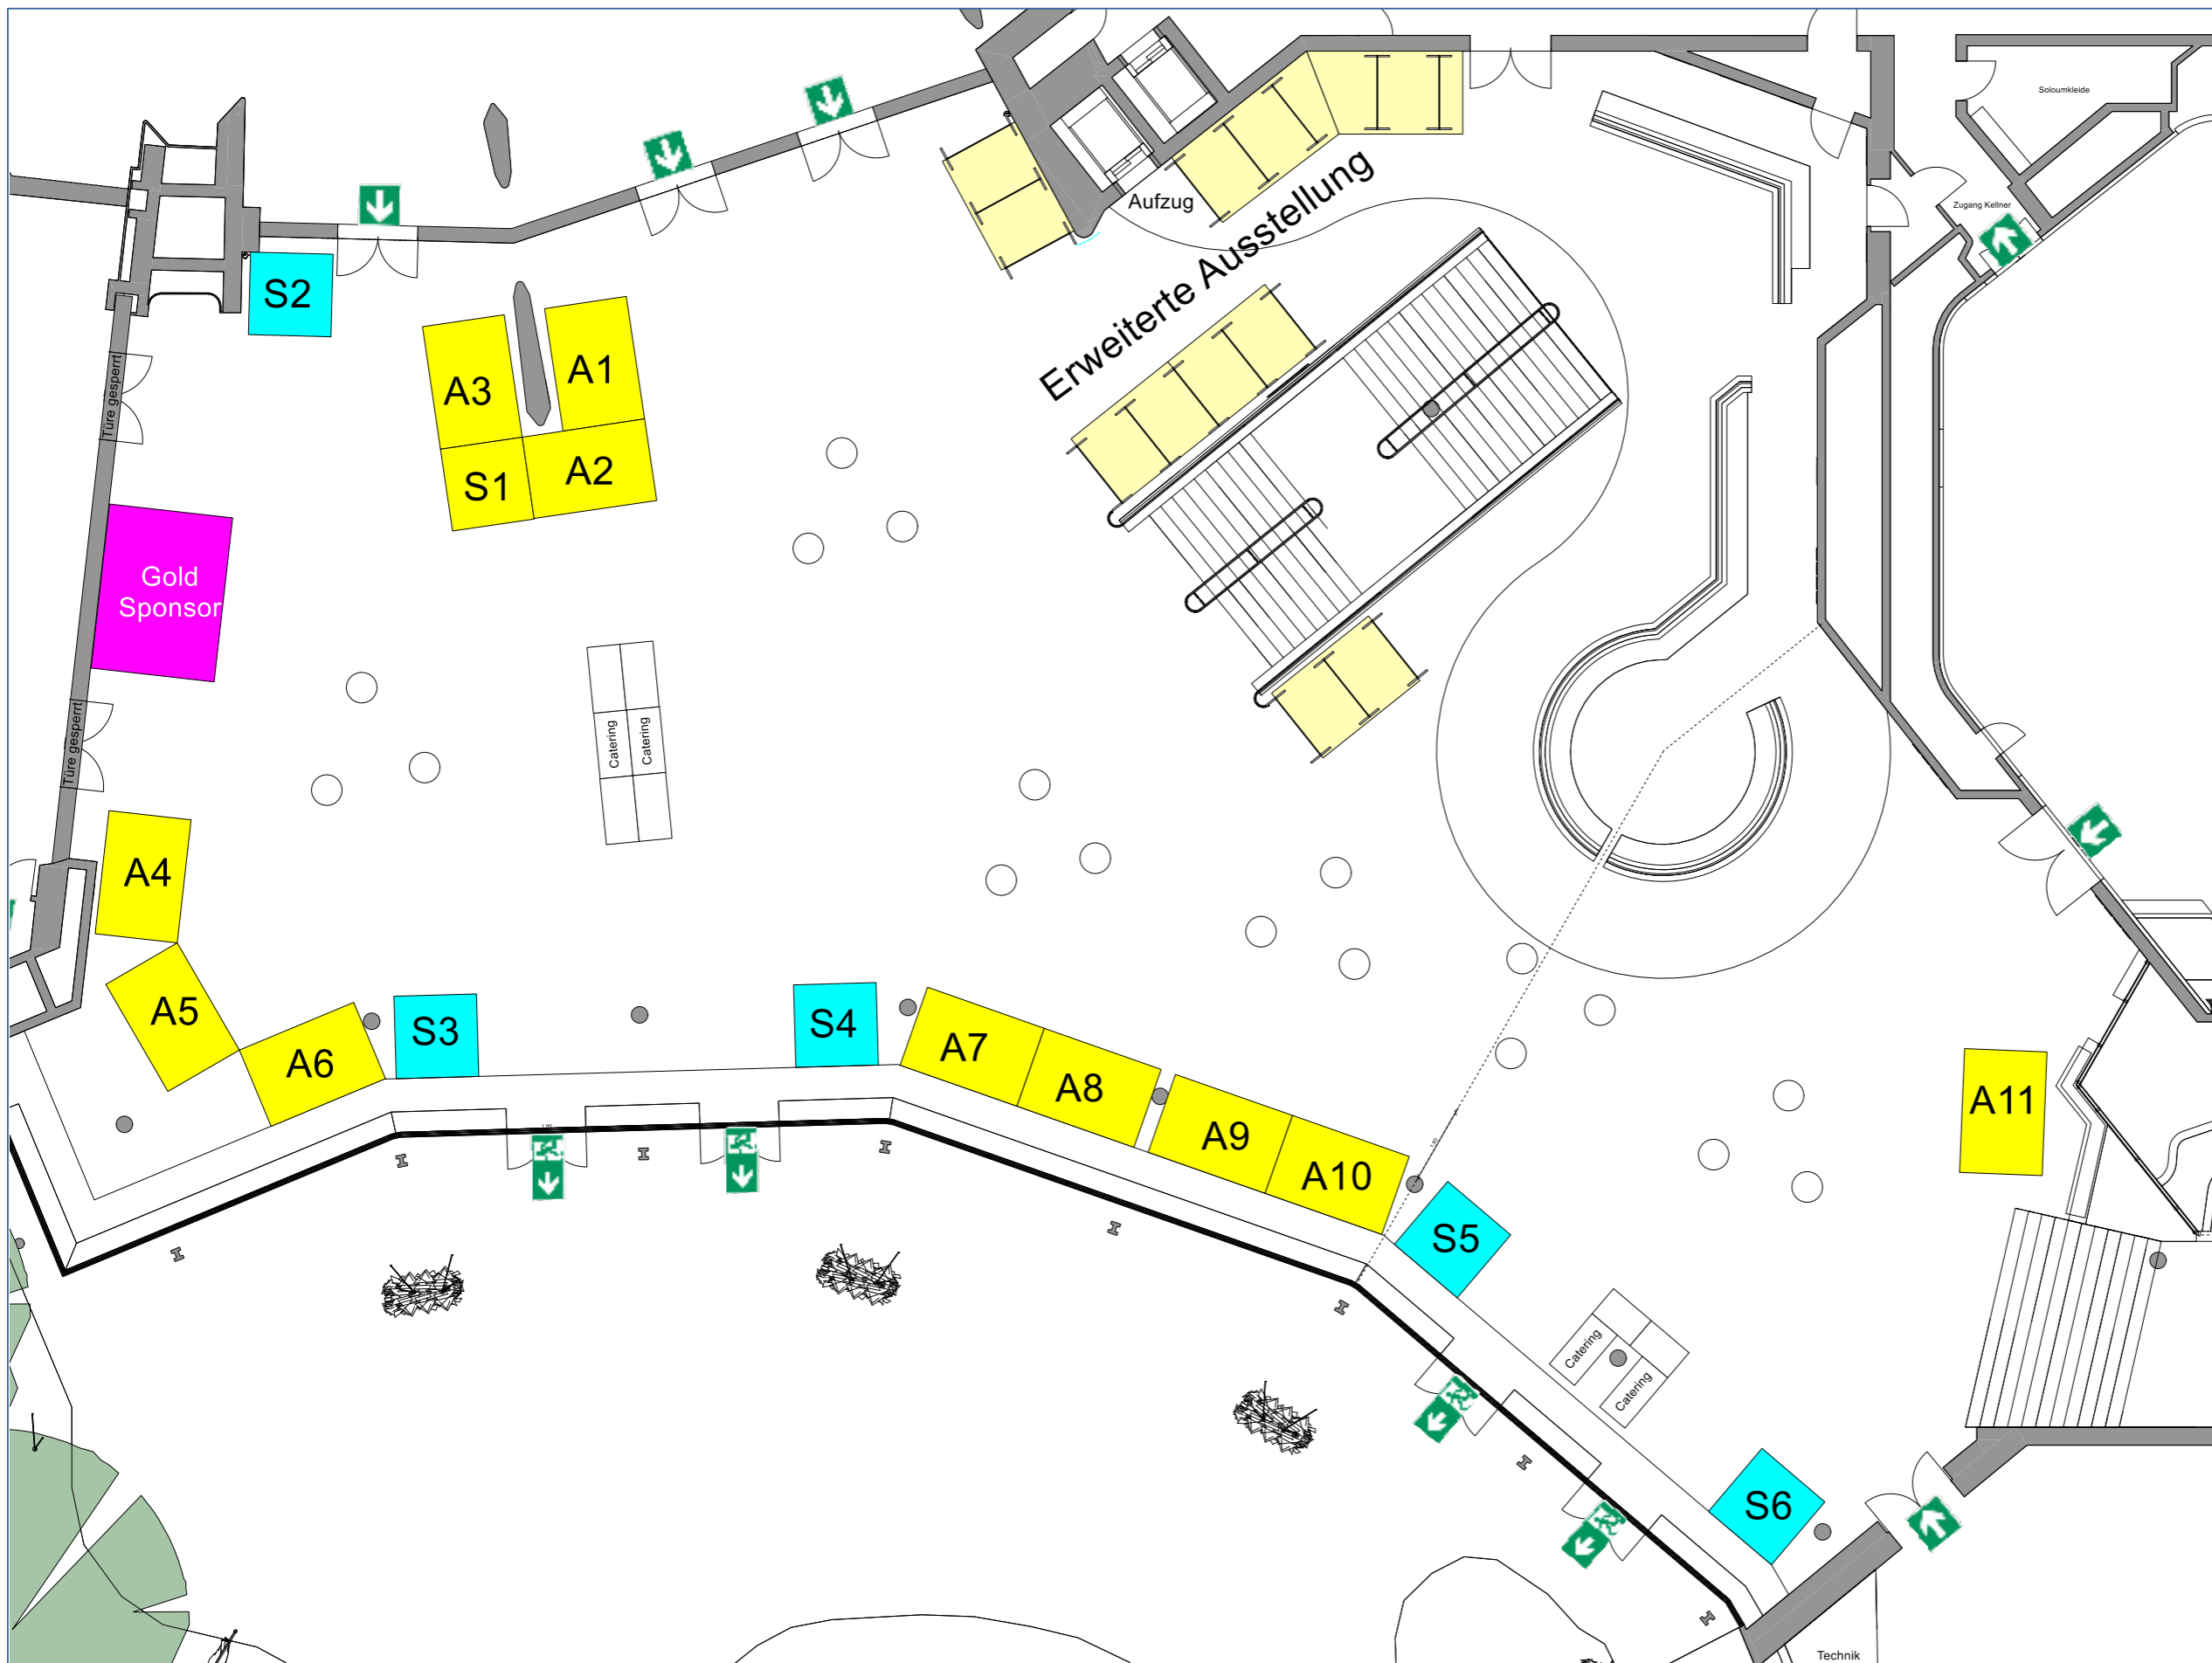 Soloumkleide
Aufzug
Zugang Kellner
Erweiterte Ausstellung
S2
Türe gesperrt
A3
A1
S1
A2
Gold
Sponsor
Türe gesperrt
Catering
Catering
A4
A5
A6
S3
S4
A7
A8
A9
A10
A11
S5
Catering
Catering
S6
Technik